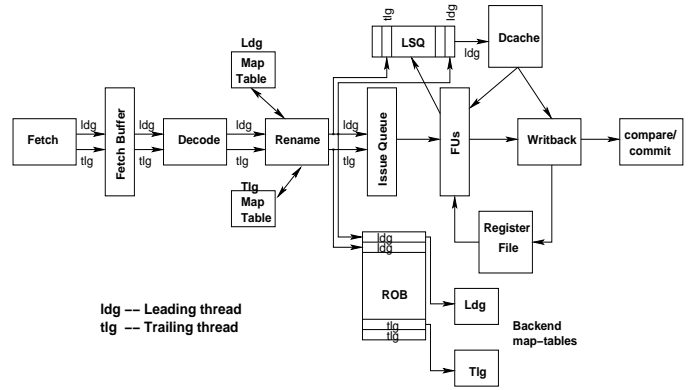 tlg
ldg
LSQ
ldg
Dcache
Ldg
Map
Table
ldg
ldg
ldg
ldg
Fetch
Fetch Buffer
Decode
Rename
Issue Queue
FUs
Writback
compare/
commit
tlg
tlg
tlg
tlg
Tlg
Map
Table
Register
File
ldg
ldg
ROB
ldg -- Leading thread
tlg -- Trailing thread
Ldg
Backend
map-tables
tlg
tlg
Tlg